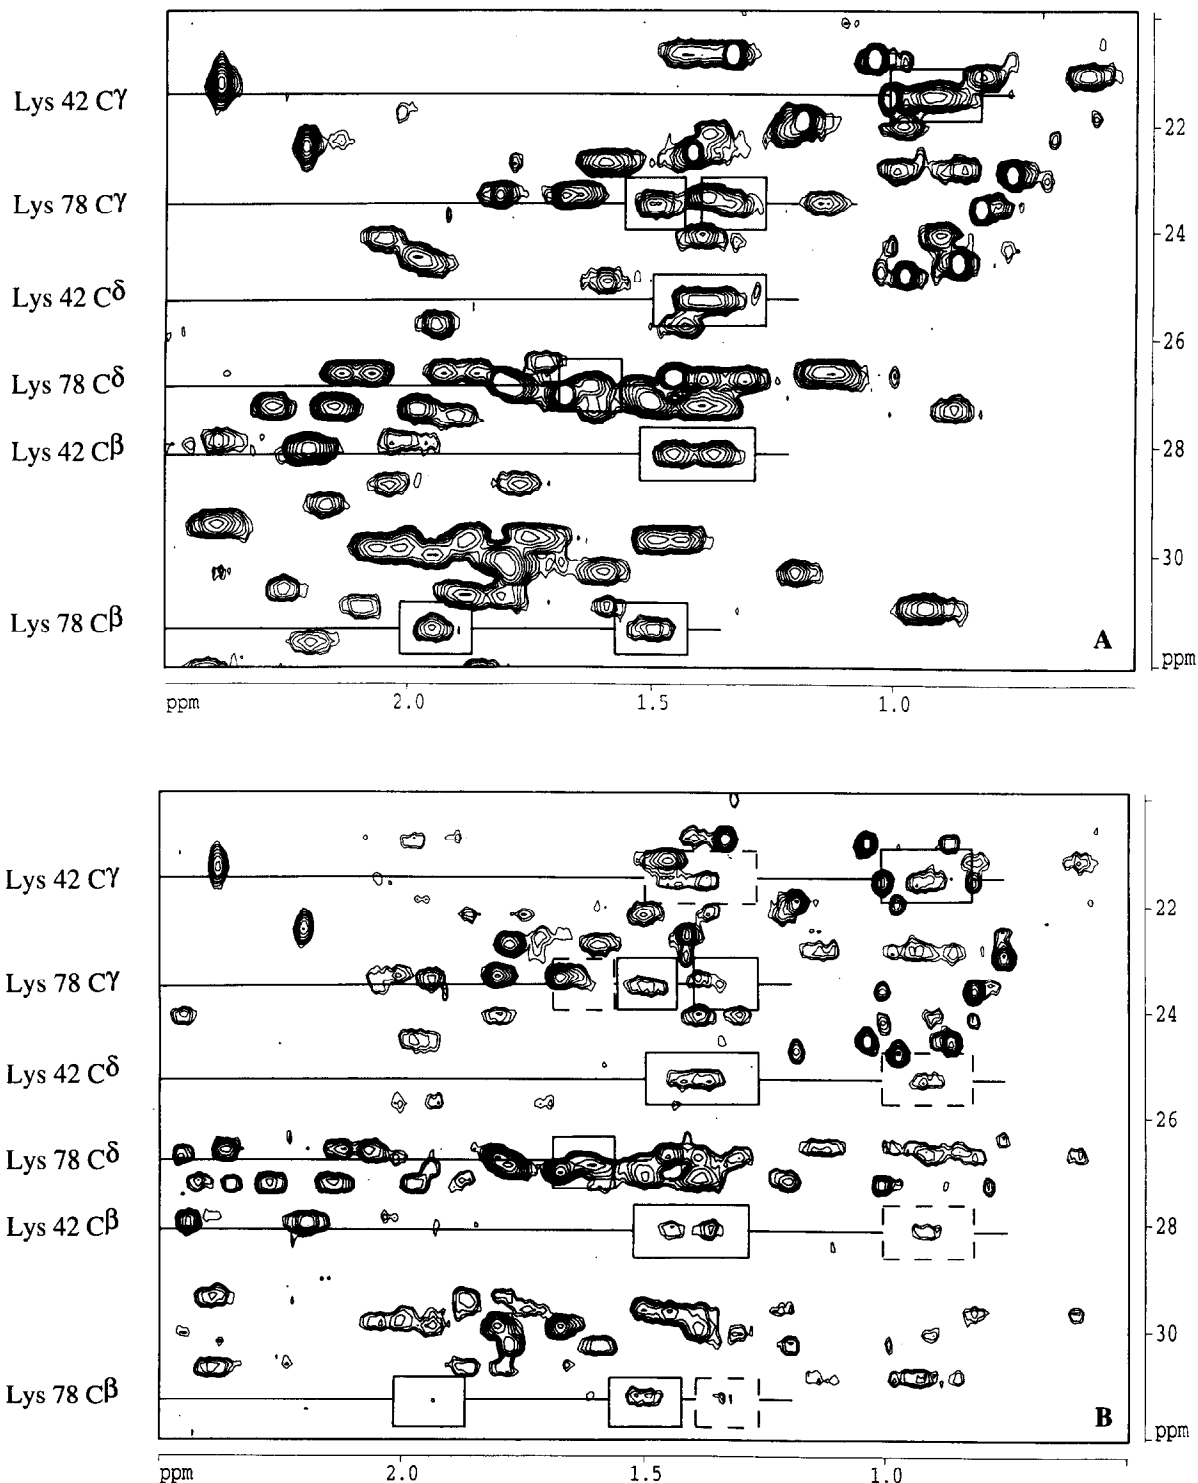 Lys 42 Cγ
22
Lys 78 Cγ
24
Lys 42 Cδ
26
Lys 78 Cδ
Lys 42 Cβ
28
30
Lys 78 Cβ
A
ppm
ppm 2.0 1.5 1.0
Lys 42 Cγ
22
Lys 78 Cγ
24
Lys 42 Cδ
26
Lys 78 Cδ
Lys 42 Cβ
28
30
Lys 78 Cβ
B
ppm
ppm 2.0 1.5 1.0